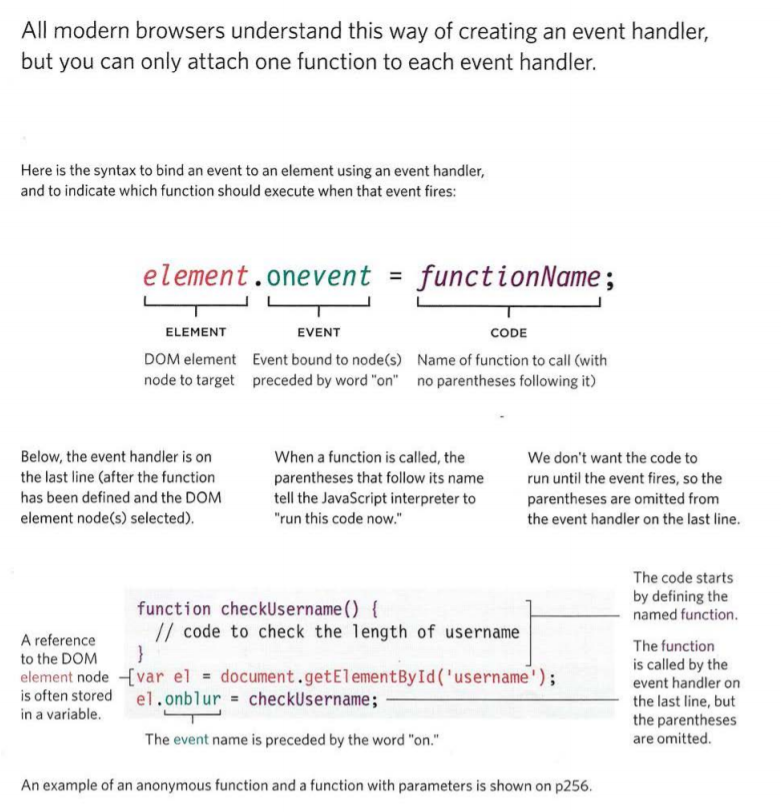 All modern browsers understand this way of creating an event handler,
but you can only attach one function to each event handler.
Here is the syntax to bind an event to an element using an event handler,
and to indicate which function should execute when that event fires:
element.onevent = functionName;
ELEMENT
DOM element
node to target
EVENT
Event bound to node(s)
preceded by word "on"
CODE
Name of function to call (with
no parentheses following it)
Below, the event handler is on
the last line (after the function
has been defined and the DOM
element node(s) selected).
When a function is called, the
parentheses that follow its name
tell the JavaScript interpreter to
"run this code now."
We don't want the code to
run until the event fires, so the
parentheses are omitted from
the event handler on the last line.
A reference
to the DOM
element node
is often stored
in a variable.
function checkUsername() {
// code to check the length of username
}
var el = document.getElementById('username');
el.onblur = checkUsername;
The event name is preceded by the word "on."
The code starts
by defining the
named function.
The function
is called by the
event handler on
the last line, but
the parentheses
are omitted.
An example of an anonymous function and a function with parameters is shown on p256.